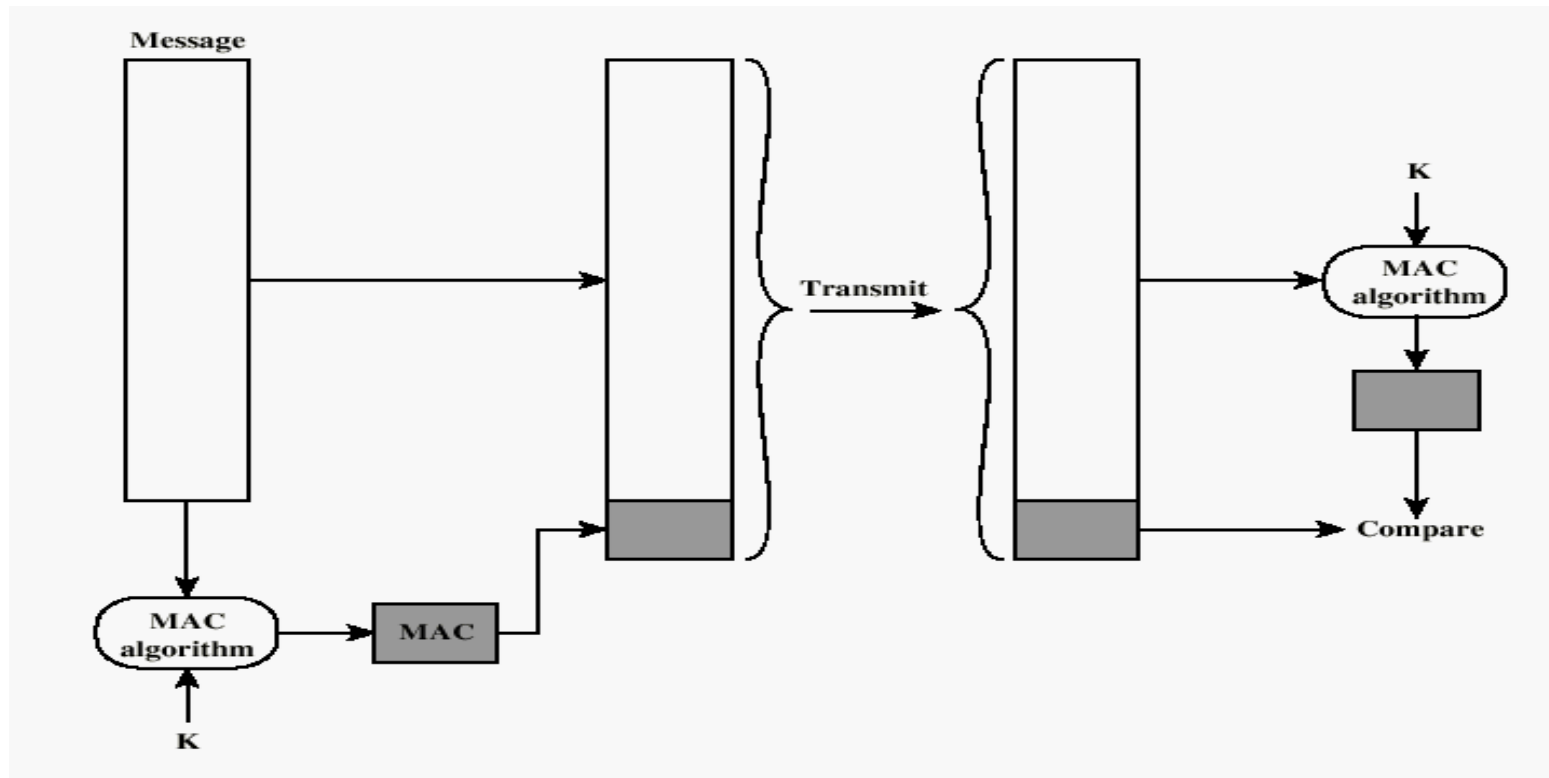 Message
K
MAC
algorithm
Transmit
Compare
MAC
algorithm
MAC
K